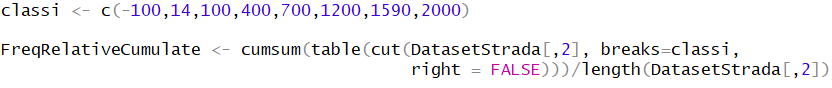 classi <- c(-100,14,100,400,700,1200,1590,2000)
FreqRelativeCumulate <- cumsum(table(cut(DatasetStrada[,2], breaks=classi,
right = FALSE)))/length(DatasetStrada[,2])